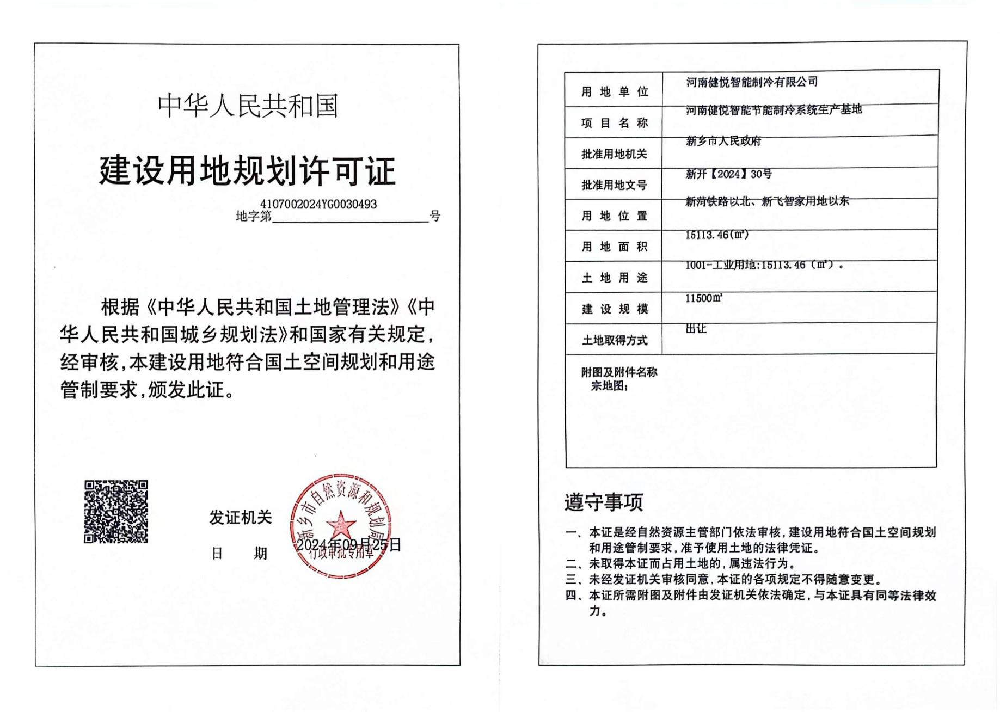 中华人民共和国
建设用地规划许可证
4107002024YG0030493
地字第 号
根据《中华人民共和国土地管理法》《中
华人民共和国城乡规划法》和国家有关规定,
经审核,本建设用地符合国土空间规划和用途
管制要求,颁发此证。
发证机关
新乡市自然资源和规划局
行政审批专用章
日 期
2024年09月25日
用地单位 河南健悦智能制冷有限公司
项目名称 河南健悦智能节能制冷系统生产基地
批准用地机关 新乡市人民政府
批准用地文号 新开【2024】30号
用地位置 新菏铁路以北、新飞智家用地以东
用地面积 15113.46(㎡)
土地用途 1001-工业用地:15113.46(㎡)。
建设规模 11500㎡
土地取得方式 出让
附图及附件名称
宗地图;
遵守事项
一、本证是经自然资源主管部门依法审核,建设用地符合国土空间规划
和用途管制要求,准予使用土地的法律凭证。
二、未取得本证而占用土地的,属违法行为。
三、未经发证机关审核同意,本证的各项规定不得随意变更。
四、本证所需附图及附件由发证机关依法确定,与本证具有同等法律效
力。